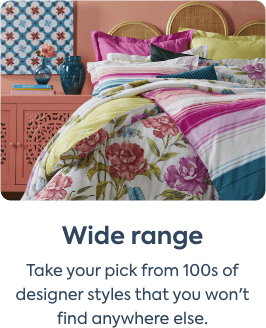 Wide range
Take your pick from 100s of
designer styles that you won't
find anywhere else.